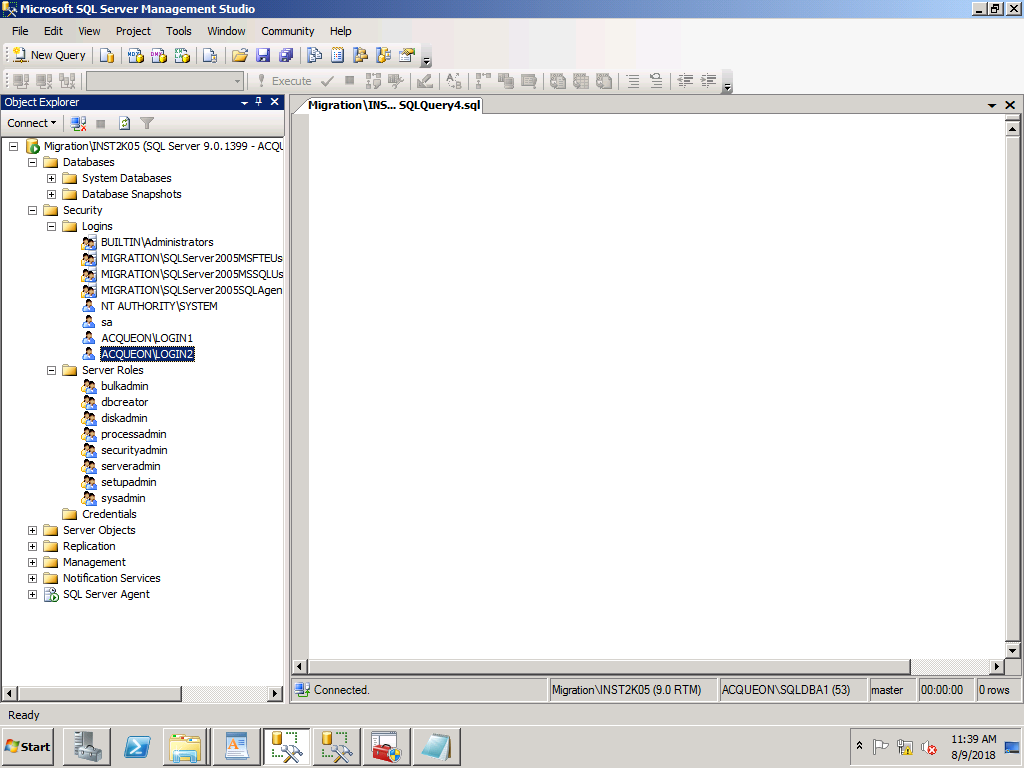 Microsoft SQL Server Management Studio
File Edit View Project Tools Window Community Help
New Query
Execute
Object Explorer
Migration\INS... SQLQuery4.sql
Connect
Migration\INST2K05 (SQL Server 9.0.1399 - ACQU
Databases
System Databases
Database Snapshots
Security
Logins
BUILTIN\Administrators
MIGRATION\SQLServer2005MSFTEUs
MIGRATION\SQLServer2005MSSQLUs
MIGRATION\SQLServer2005SQLAgen
NT AUTHORITY\SYSTEM
sa
ACQUEON\LOGIN1
ACQUEON\LOGIN2
Server Roles
bulkadmin
dbcreator
diskadmin
processadmin
securityadmin
serveradmin
setupadmin
sysadmin
Credentials
Server Objects
Replication
Management
Notification Services
SQL Server Agent
Connected. Migration\INST2K05 (9.0 RTM) ACQUEON\SQLDBA1 (53) master 00:00:00 0 rows
Ready
Start
11:39 AM
8/9/2018